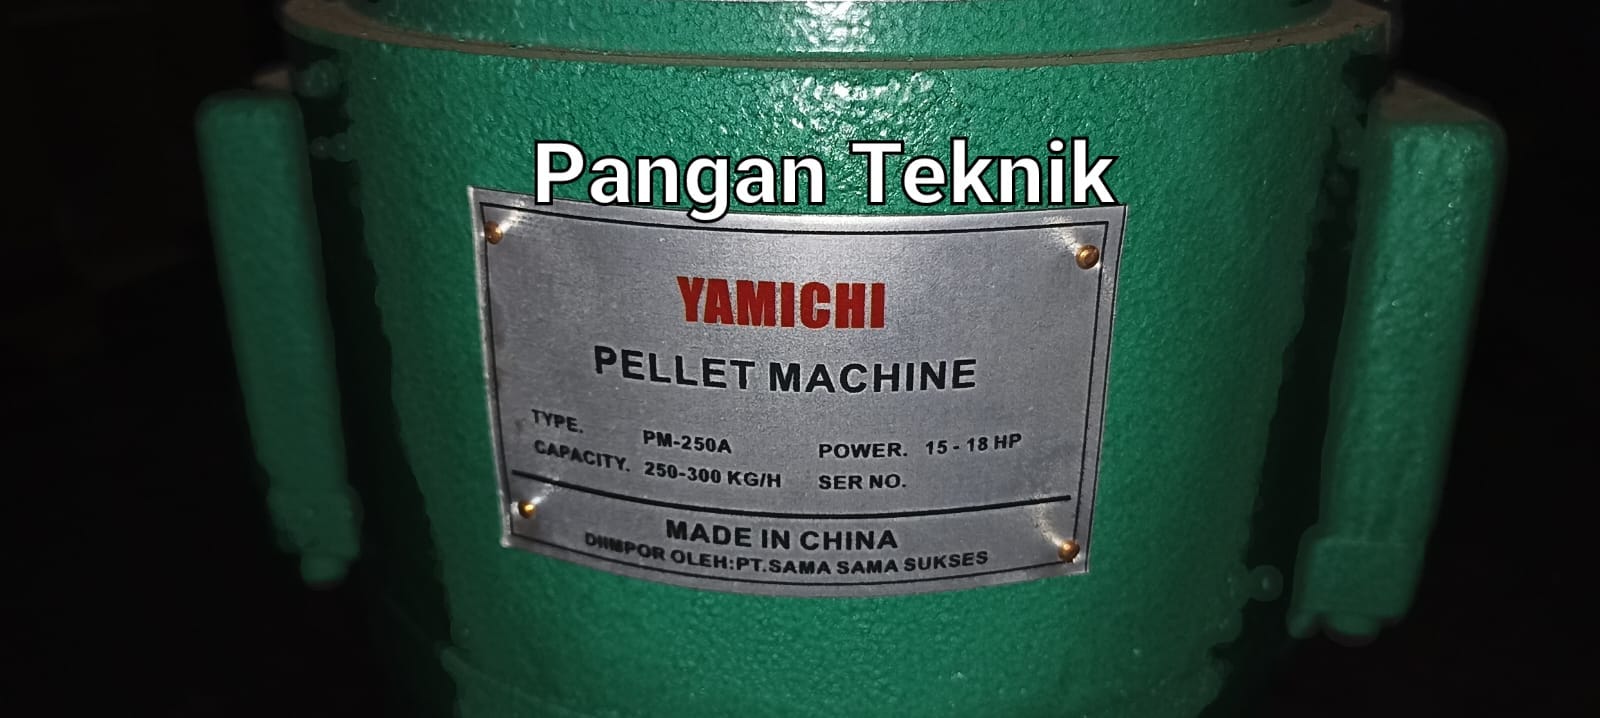 Pangan Teknik
YAMICHI
PELLET MACHINE
TYPE. PM-250A POWER. 15 - 18 HP
CAPACITY. 250-300 KG/H SER NO.
MADE IN CHINA
DIIMPOR OLEH:PT.SAMA SAMA SUKSES